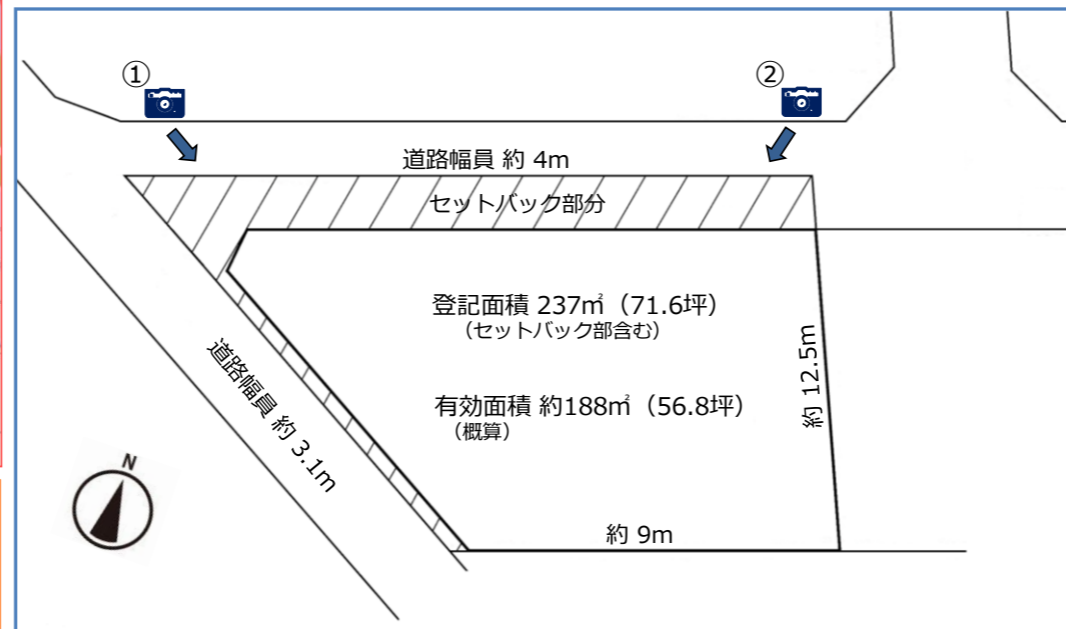 ①
②
道路幅員 約 4m
セットバック部分
登記面積 237㎡（71.6坪）
（セットバック部含む）
約 12.5m
道路幅員 約 3.1m
有効面積 約188㎡（56.8坪）
（概算）
N
約 9m